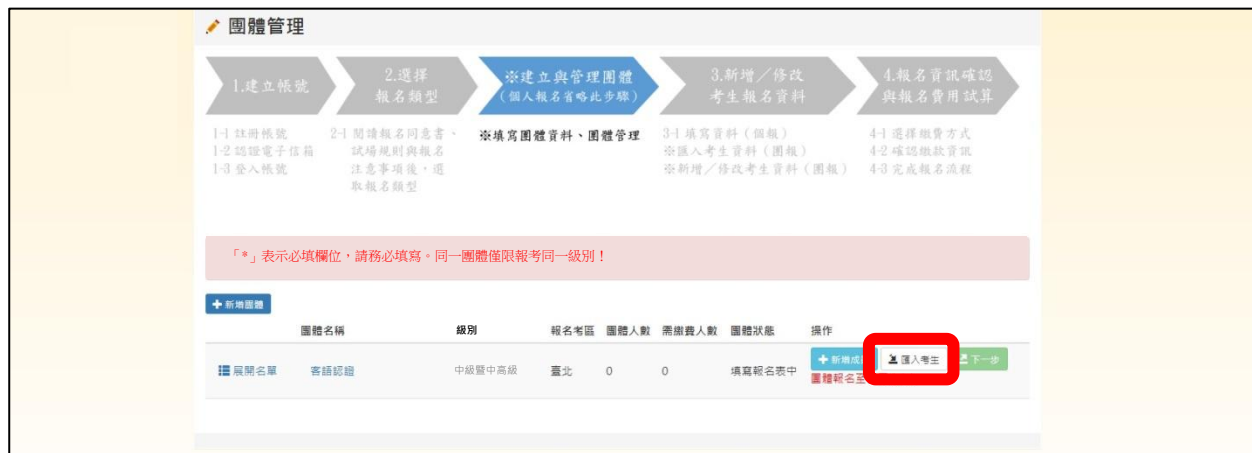 團體管理
1.建立帳號
2.選擇
報名類型
※建立與管理團體
(個人報名省略此步驟)
3.新增／修改
考生報名資料
4.報名資訊確認
與報名費用試算
1-1 註冊帳號
1-2 認證電子信箱
1-3 登入帳號
2-1 閱讀報名同意書、
試場規則與報名
注意事項後，選
取報名類型
※填寫團體資料、團體管理
3-1 填寫資料（個報）
※匯入考生資料（團報）
※新增／修改考生資料（團報）
4-1 選擇繳費方式
4-2 確認繳款資訊
4-3 完成報名流程
「*」表示必填欄位，請務必填寫。同一團體僅限報考同一級別！
新增團體
團體名稱 級別 報名考區 團體人數 需繳費人數 團體狀態 操作
展開名單 客語認證 中級暨中高級 臺北 0 0 填寫報名表中 新增成 匯入考生 下一步
團體報名至